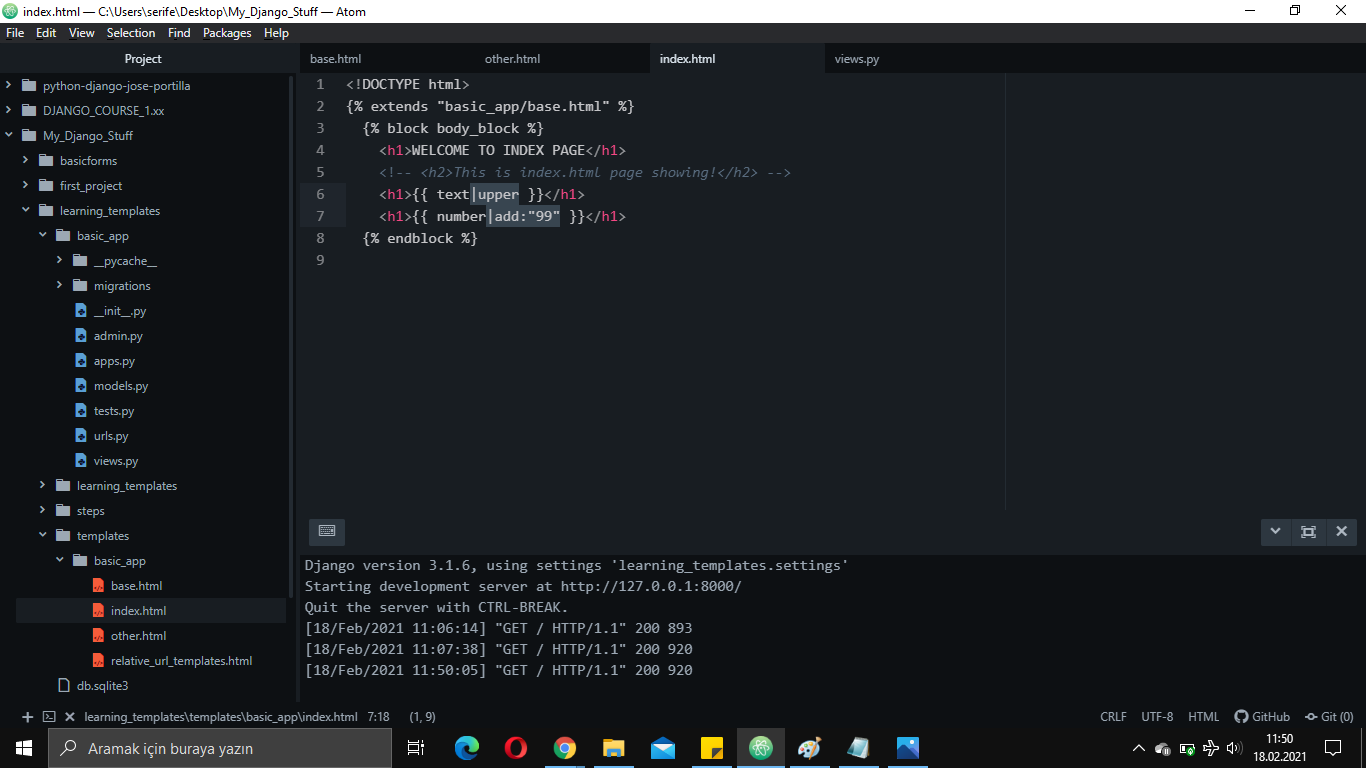 index.html — C:\Users\serife\Desktop\My_Django_Stuff — Atom
File Edit View Selection Find Packages Help
Project
python-django-jose-portilla
DJANGO_COURSE_1.xx
My_Django_Stuff
basicforms
first_project
learning_templates
basic_app
__pycache__
migrations
__init__.py
admin.py
apps.py
models.py
tests.py
urls.py
views.py
learning_templates
steps
templates
basic_app
base.html
index.html
other.html
relative_url_templates.html
db.sqlite3
base.html other.html index.html views.py
1 <!DOCTYPE html>
2 {% extends "basic_app/base.html" %}
3 {% block body_block %}
4 <h1>WELCOME TO INDEX PAGE</h1>
5 <!-- <h2>This is index.html page showing!</h2> -->
6 <h1>{{ text|upper }}</h1>
7 <h1>{{ number|add:"99" }}</h1>
8 {% endblock %}
9
Django version 3.1.6, using settings 'learning_templates.settings'
Starting development server at http://127.0.0.1:8000/
Quit the server with CTRL-BREAK.
[18/Feb/2021 11:06:14] "GET / HTTP/1.1" 200 893
[18/Feb/2021 11:07:38] "GET / HTTP/1.1" 200 920
[18/Feb/2021 11:50:05] "GET / HTTP/1.1" 200 920
learning_templates\templates\basic_app\index.html 7:18 (1, 9) CRLF UTF-8 HTML GitHub Git (0)
Aramak için buraya yazın
11:50
18.02.2021